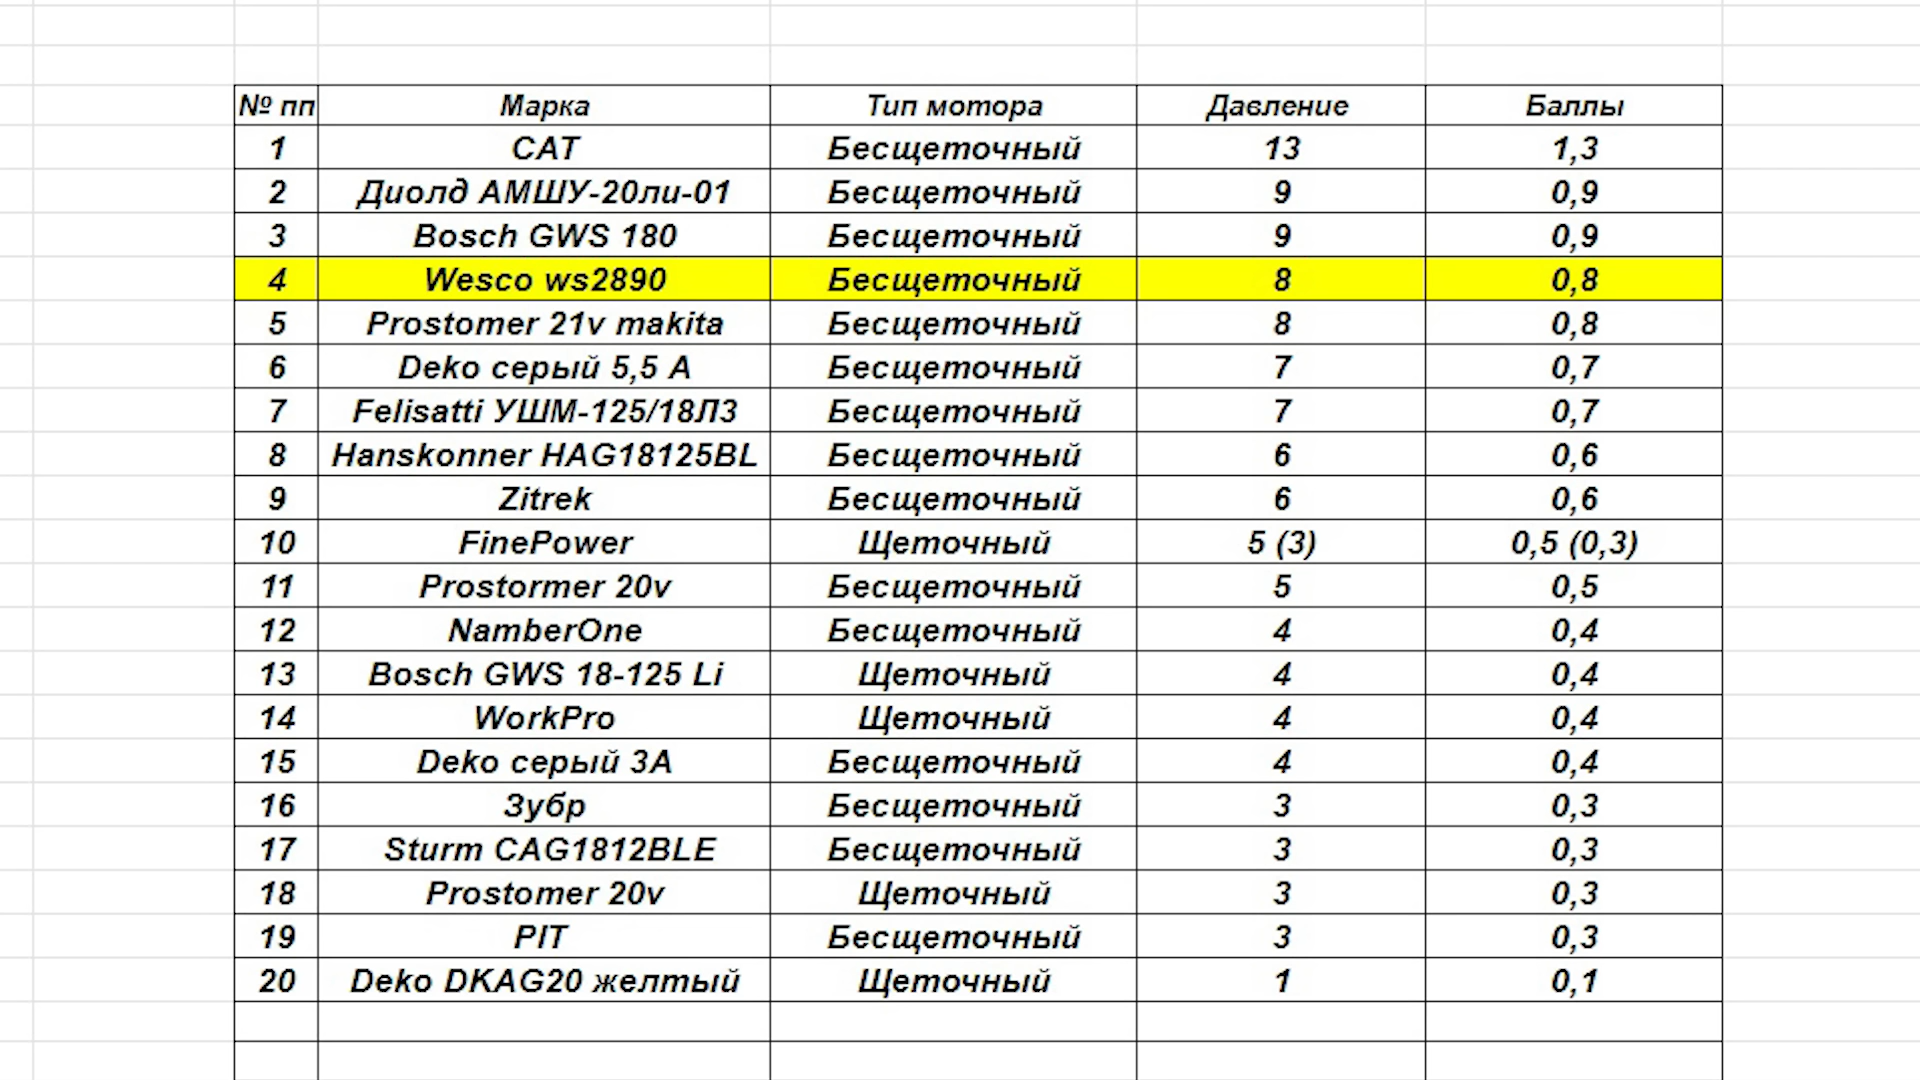 № пп Марка Тип мотора Давление Баллы
1 CAT Бесщеточный 13 1,3
2 Диолд АМШУ-20ли-01 Бесщеточный 9 0,9
3 Bosch GWS 180 Бесщеточный 9 0,9
4 Wesco ws2890 Бесщеточный 8 0,8
5 Prostomer 21v makita Бесщеточный 8 0,8
6 Deko серый 5,5 А Бесщеточный 7 0,7
7 Felisatti УШМ-125/18ЛЗ Бесщеточный 7 0,7
8 Hanskonner HAG18125BL Бесщеточный 6 0,6
9 Zitrek Бесщеточный 6 0,6
10 FinePower Щеточный 5 (3) 0,5 (0,3)
11 Prostormer 20v Бесщеточный 5 0,5
12 NamberOne Бесщеточный 4 0,4
13 Bosch GWS 18-125 Li Щеточный 4 0,4
14 WorkPro Щеточный 4 0,4
15 Deko серый 3А Бесщеточный 4 0,4
16 Зубр Бесщеточный 3 0,3
17 Sturm CAG1812BLE Бесщеточный 3 0,3
18 Prostomer 20v Щеточный 3 0,3
19 PIT Бесщеточный 3 0,3
20 Deko DKAG20 желтый Щеточный 1 0,1